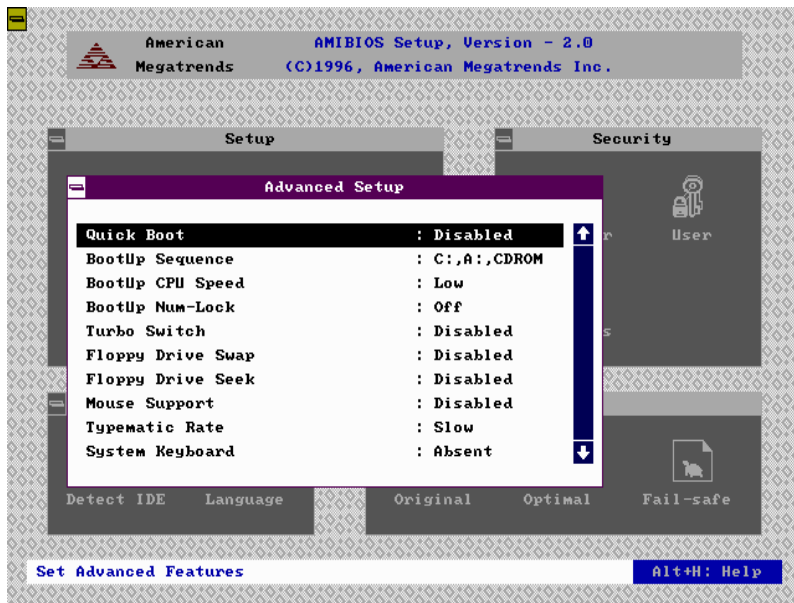 American Megatrends
AMIBIOS Setup, Version - 2.0
(C)1996, American Megatrends Inc.
Setup
Security
Advanced Setup
Quick Boot : Disabled
BootUp Sequence : C:,A:,CDROM
BootUp CPU Speed : Low
BootUp Num-Lock : Off
Turbo Switch : Disabled
Floppy Drive Swap : Disabled
Floppy Drive Seek : Disabled
Mouse Support : Disabled
Typematic Rate : Slow
System Keyboard : Absent
User
Detect IDE
Language
Original
Optimal
Fail-safe
Set Advanced Features
Alt+H: Help